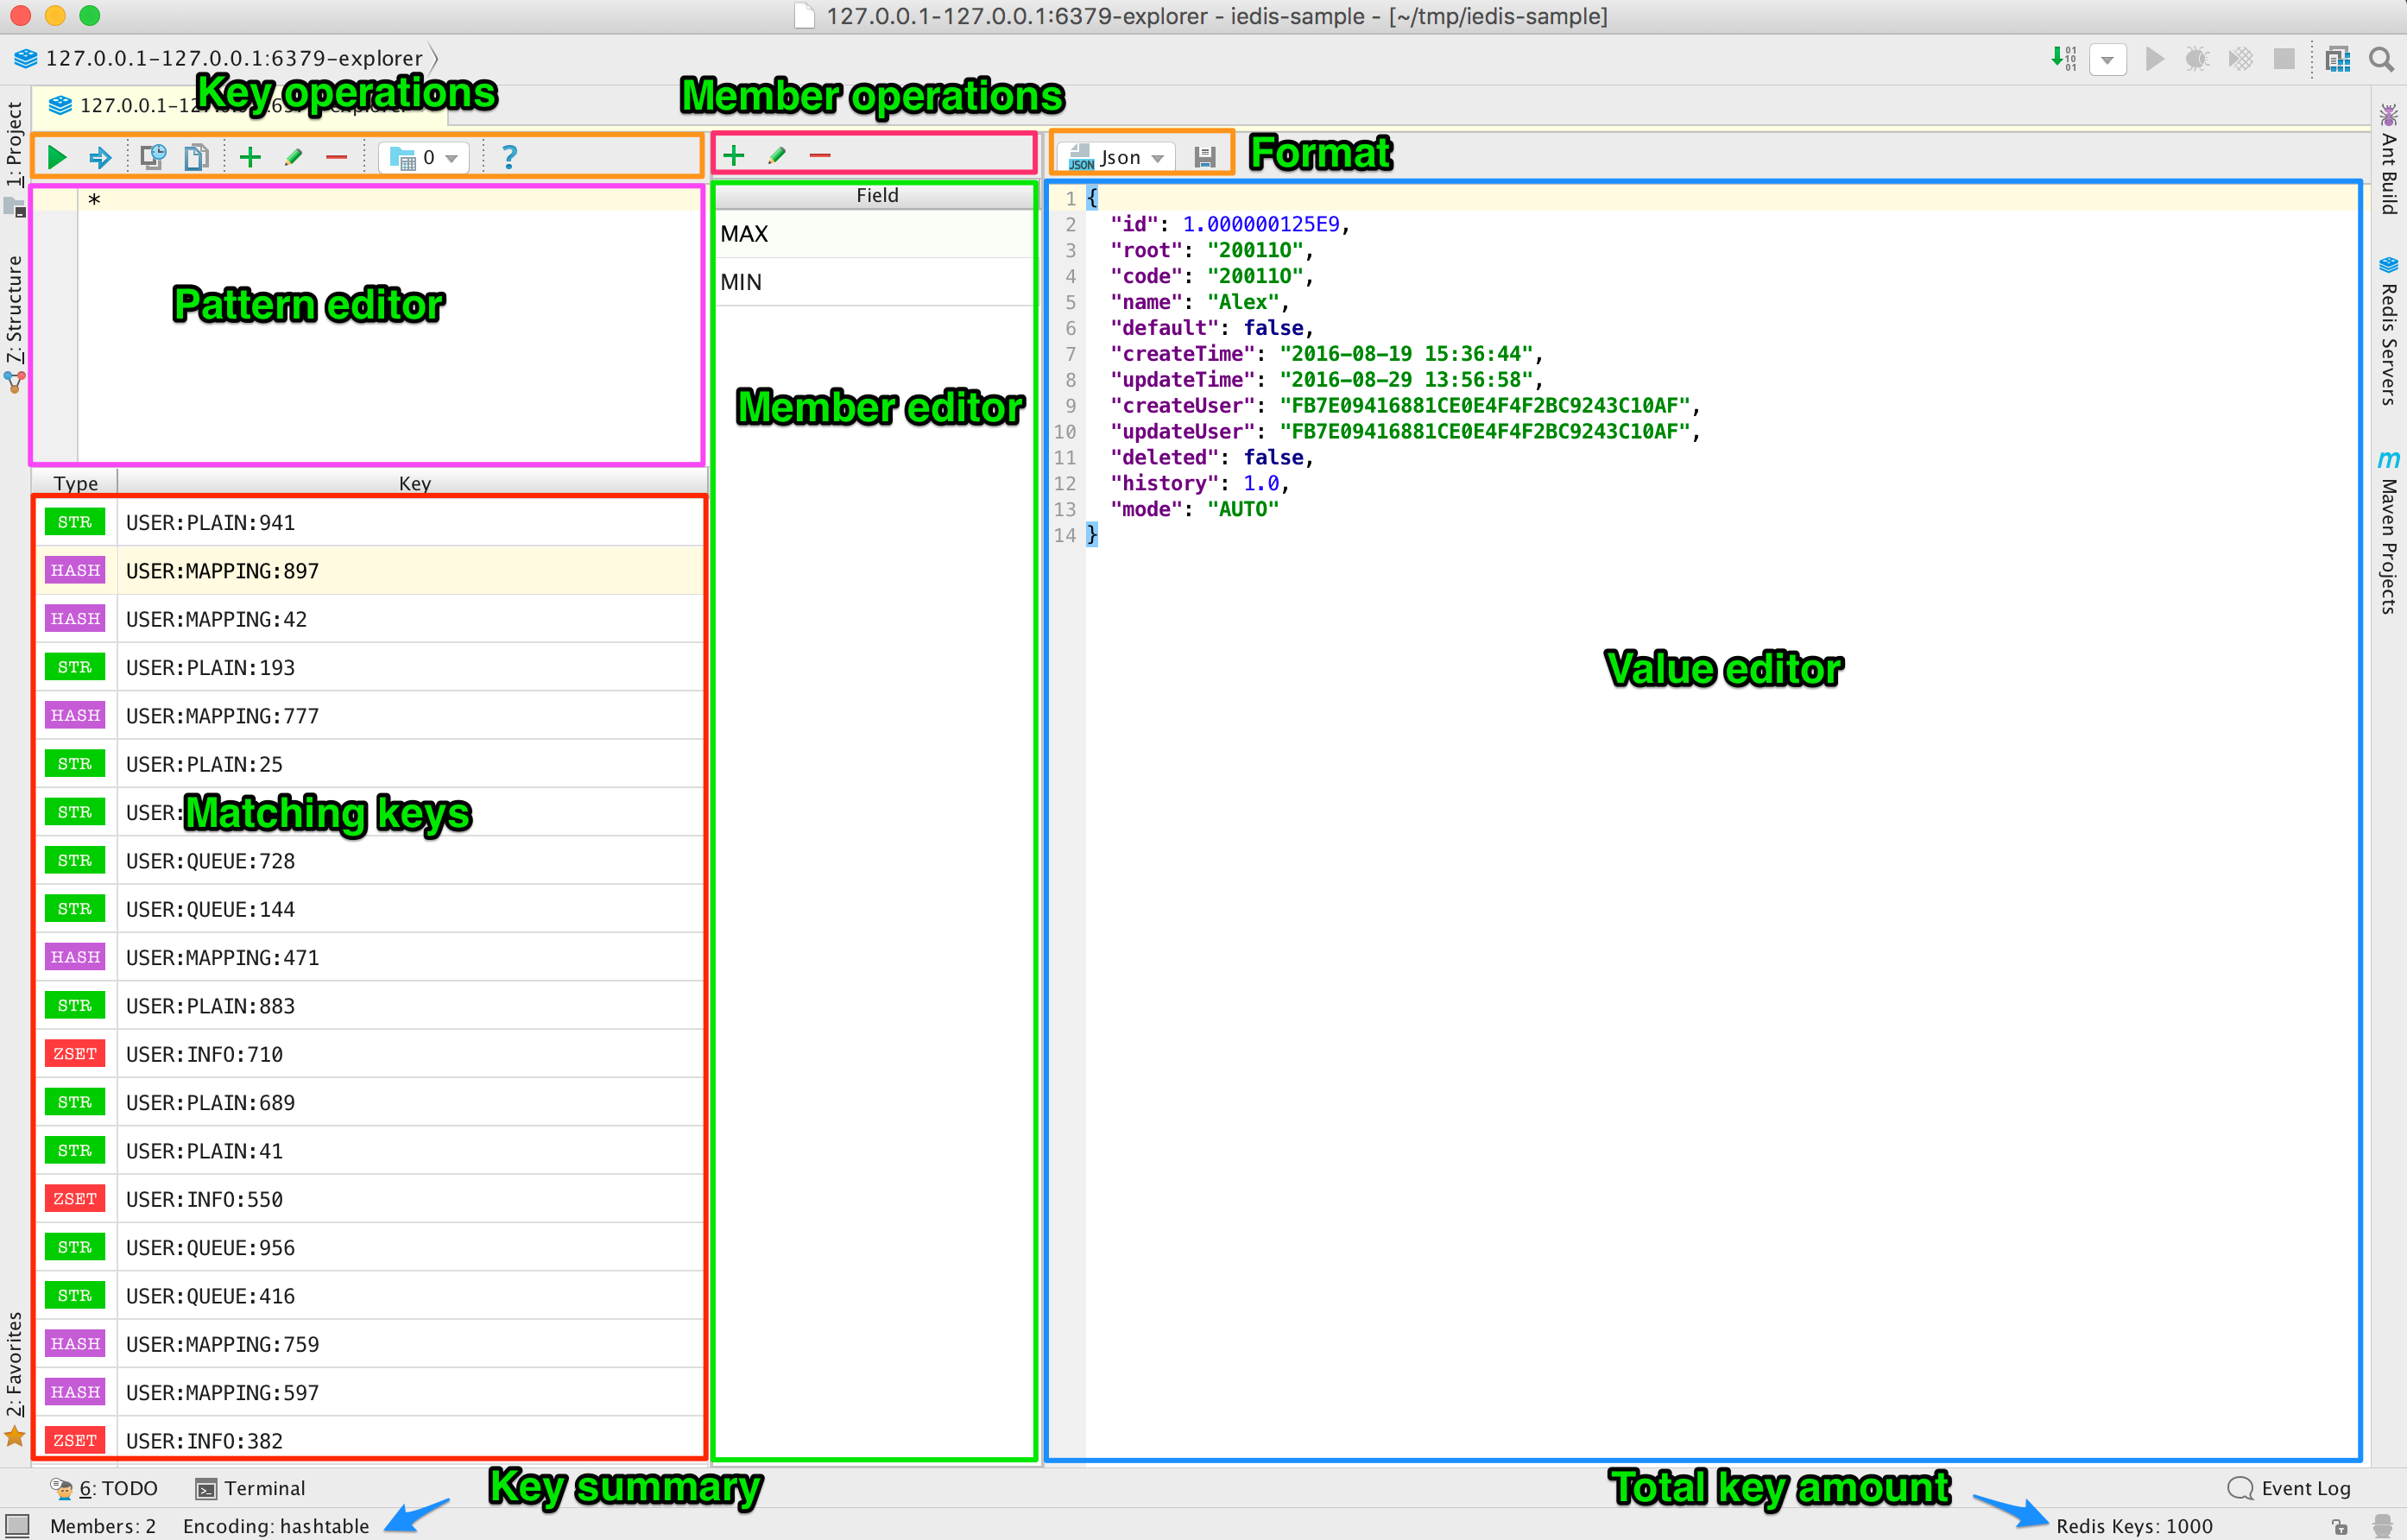 127.0.0.1-127.0.0.1:6379-explorer - iedis-sample - [~/tmp/iedis-sample]
127.0.0.1-127.0.0.1:6379-explorer
Key operations
Member operations
Format
1: Project
7: Structure
2: Favorites
0
?
JSON Json
*
Pattern editor
Type Key
STR USER:PLAIN:941
HASH USER:MAPPING:897
HASH USER:MAPPING:42
STR USER:PLAIN:193
HASH USER:MAPPING:777
STR USER:PLAIN:25
STR USER:
Matching keys
STR USER:QUEUE:728
STR USER:QUEUE:144
HASH USER:MAPPING:471
STR USER:PLAIN:883
ZSET USER:INFO:710
STR USER:PLAIN:689
STR USER:PLAIN:41
ZSET USER:INFO:550
STR USER:QUEUE:956
STR USER:QUEUE:416
HASH USER:MAPPING:759
HASH USER:MAPPING:597
ZSET USER:INFO:382
Field
MAX
MIN
Member editor
1 {
2 "id": 1.000000125E9,
3 "root": "20011O",
4 "code": "20011O",
5 "name": "Alex",
6 "default": false,
7 "createTime": "2016-08-19 15:36:44",
8 "updateTime": "2016-08-29 13:56:58",
9 "createUser": "FB7E09416881CE0E4F4F2BC9243C10AF",
10 "updateUser": "FB7E09416881CE0E4F4F2BC9243C10AF",
11 "deleted": false,
12 "history": 1.0,
13 "mode": "AUTO"
14 }
Value editor
Ant Build
Redis Servers
m Maven Projects
6: TODO Terminal
Key summary
Total key amount
Event Log
Members: 2 Encoding: hashtable
Redis Keys: 1000